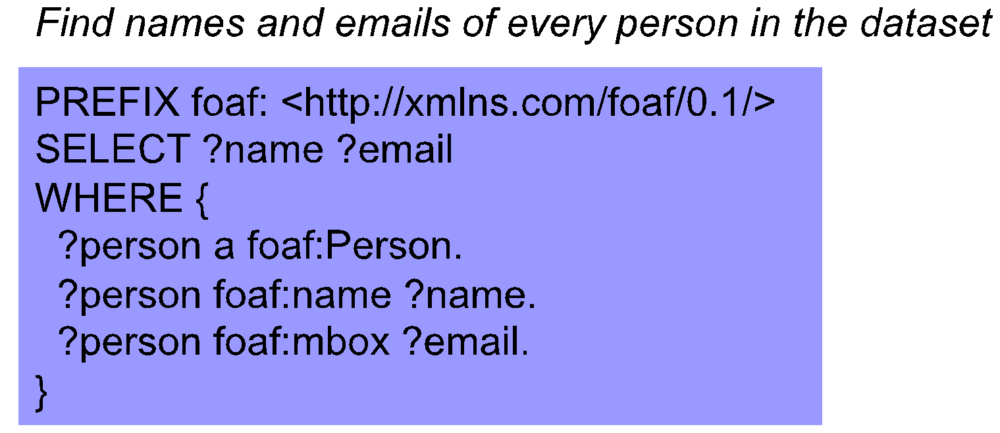 Find names and emails of every person in the dataset
PREFIX foaf: <http://xmlns.com/foaf/0.1/>
SELECT ?name ?email
WHERE {
?person a foaf:Person.
?person foaf:name ?name.
?person foaf:mbox ?email.
}